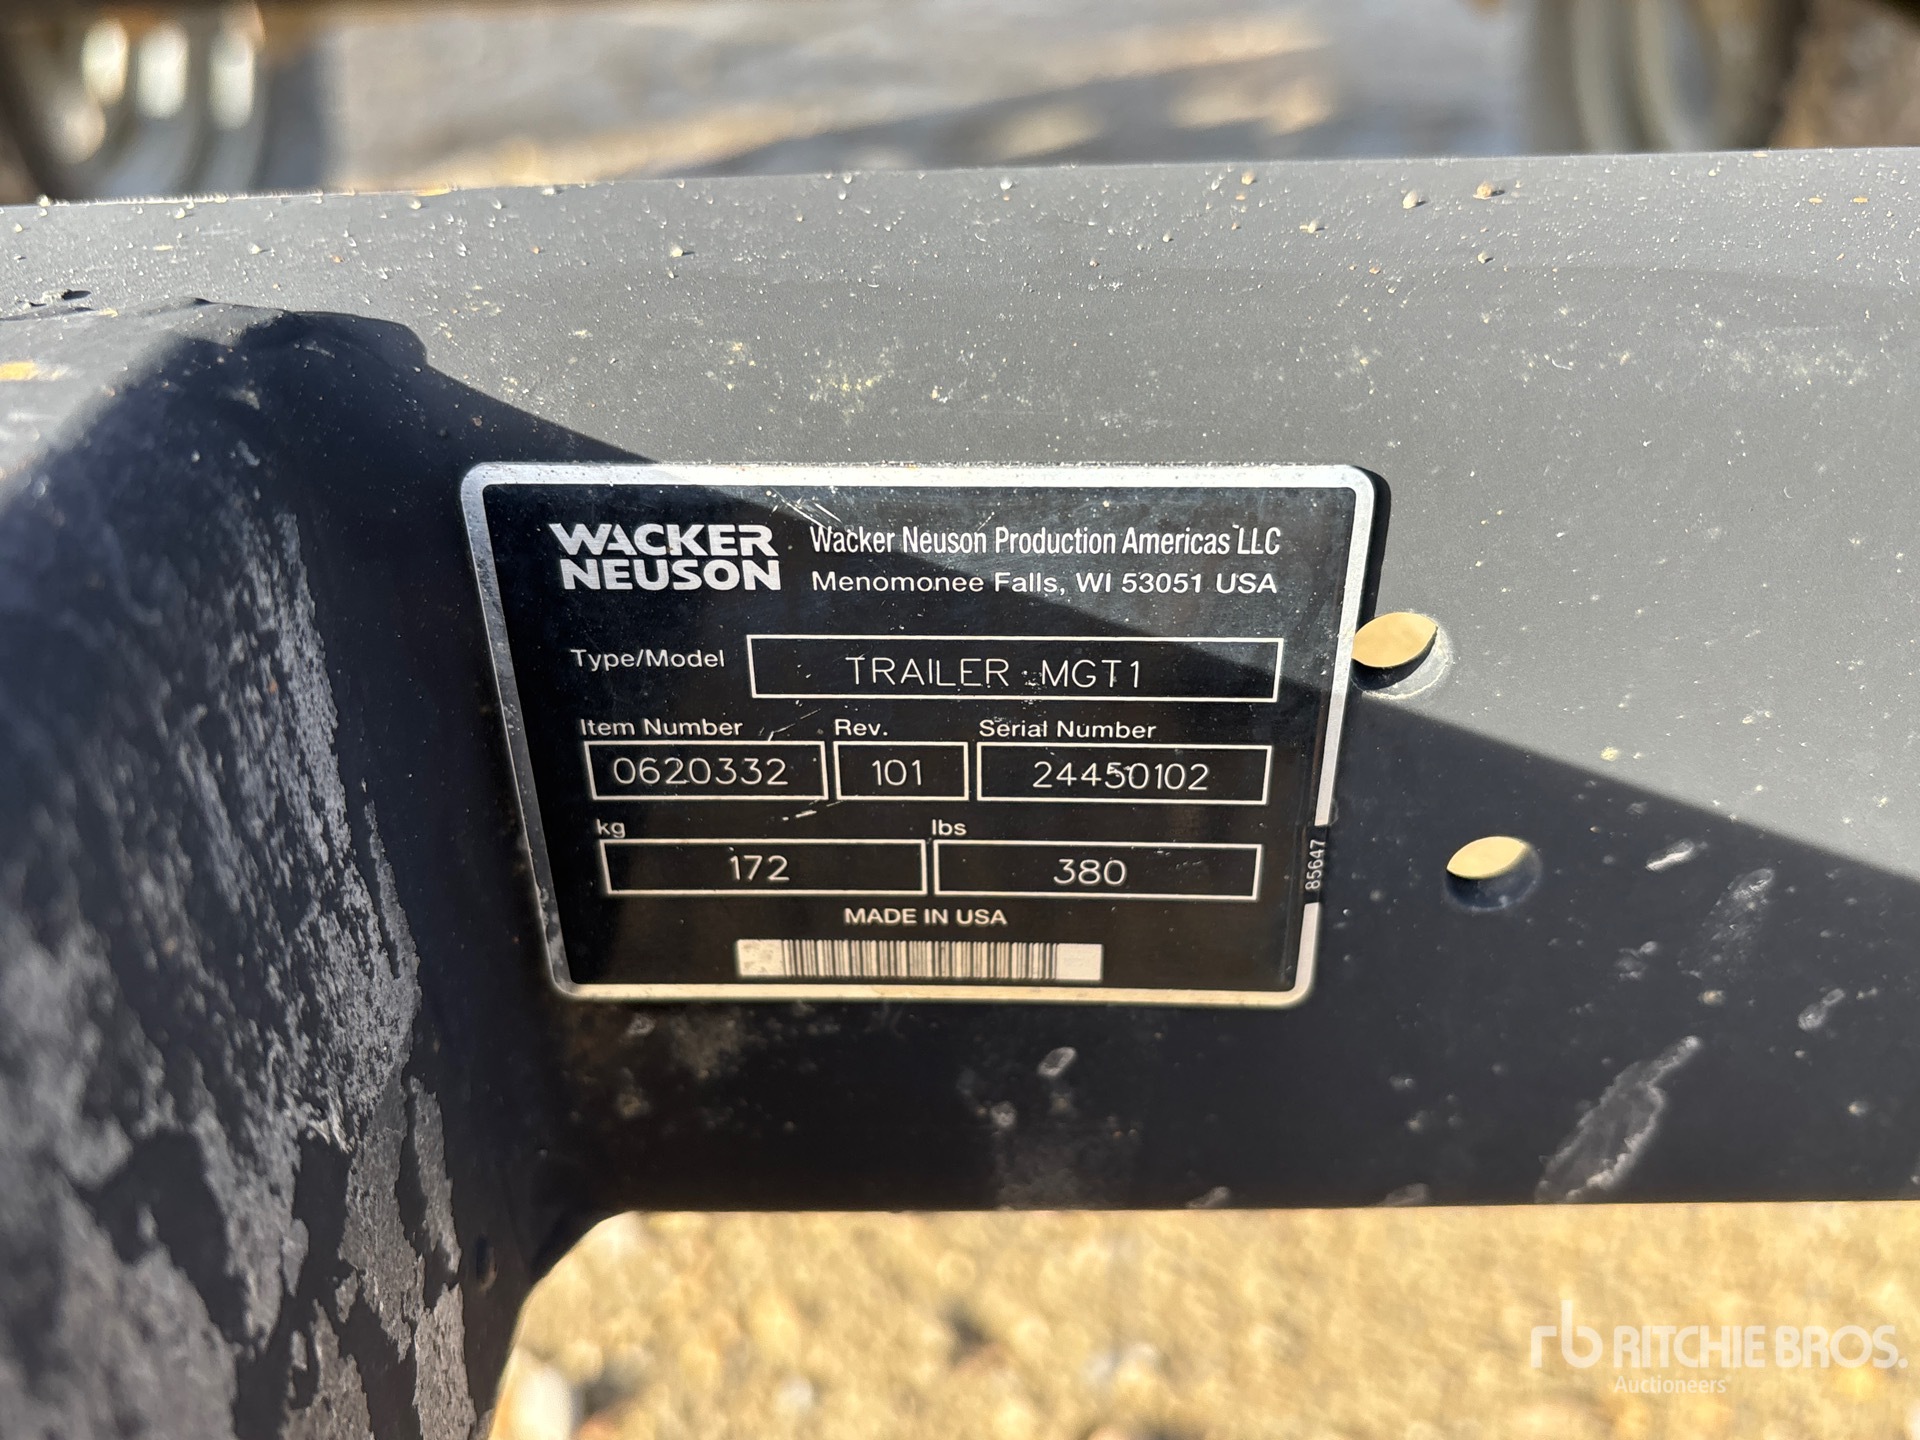 WACKER NEUSON
Wacker Neuson Production Americas LLC
Menomonee Falls, WI 53051 USA
Type/Model TRAILER MGT1
Item Number Rev. Serial Number
0620332 101 24450102
kg lbs
172 380
85647
MADE IN USA
rb RITCHIE BROS.
Auctioneers